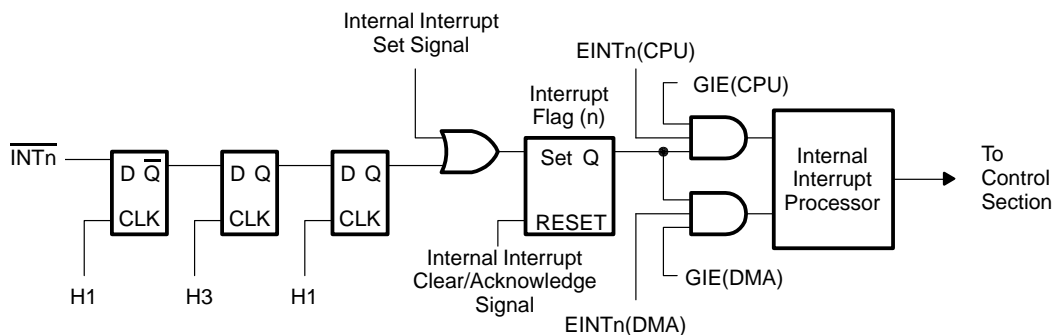 Internal Interrupt
Set Signal
EINTn(CPU)
GIE(CPU)
Interrupt
Flag (n)
INTn
D Q
CLK
D Q
CLK
D Q
CLK
Set Q
RESET
Internal
Interrupt
Processor
To
Control
Section
Internal Interrupt
Clear/Acknowledge
Signal
GIE(DMA)
H1
H3
H1
EINTn(DMA)